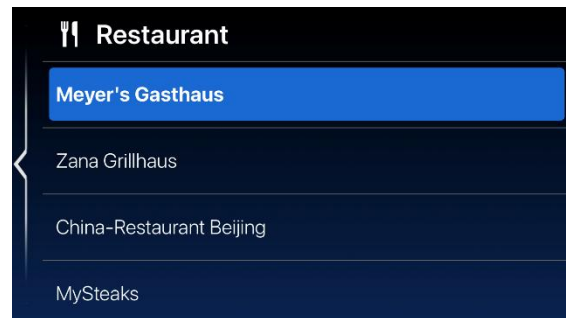 Restaurant
Meyer's Gasthaus
Zana Grillhaus
China-Restaurant Beijing
MySteaks